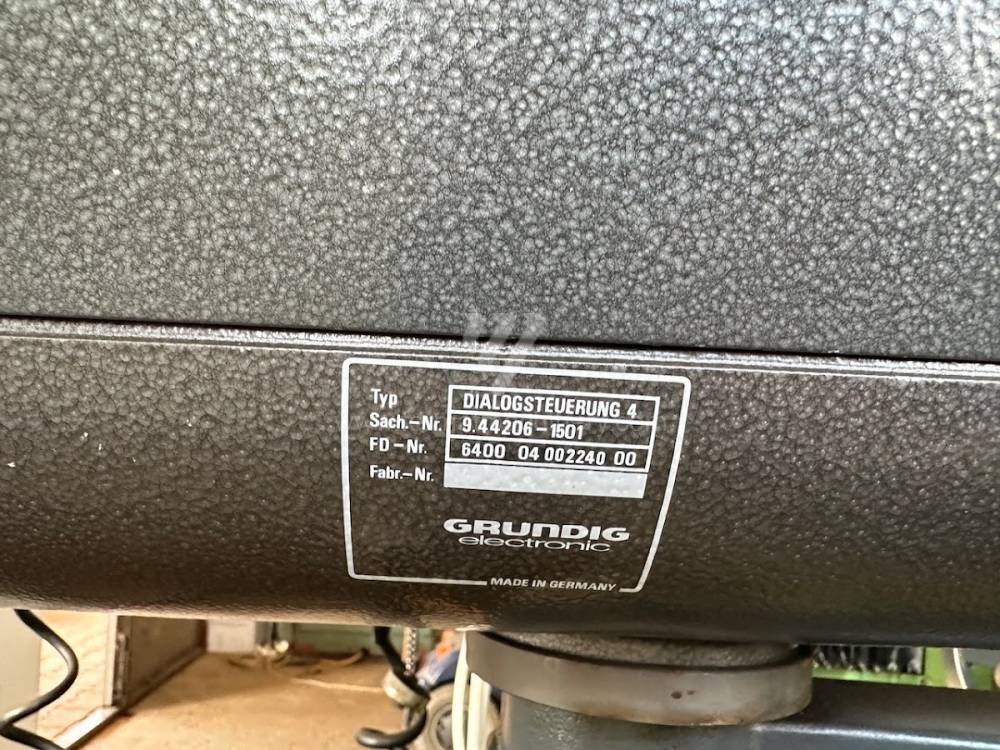 Typ DIALOGSTEUERUNG 4
Sach.-Nr. 9.44206-1501
FD-Nr. 6400 04 002240 00
Fabr.-Nr.
GRUNDIG
electronic
MADE IN GERMANY